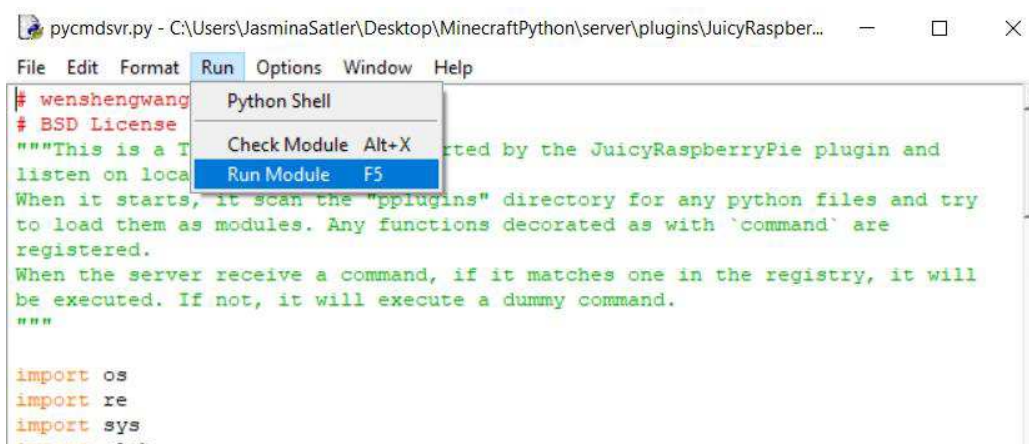 pycmdsvr.py - C:\Users\JasminaSatler\Desktop\MinecraftPython\server\plugins\JuicyRaspber...
File Edit Format Run Options Window Help
Python Shell
Check Module Alt+X
Run Module F5
# wenshengwang
# BSD License
"""This is a T rted by the JuicyRaspberryPie plugin and
listen on loca
When it starts, it scan the "pplugins" directory for any python files and try
to load them as modules. Any functions decorated as with `command` are
registered.
When the server receive a command, if it matches one in the registry, it will
be executed. If not, it will execute a dummy command.
"""
import os
import re
import sys